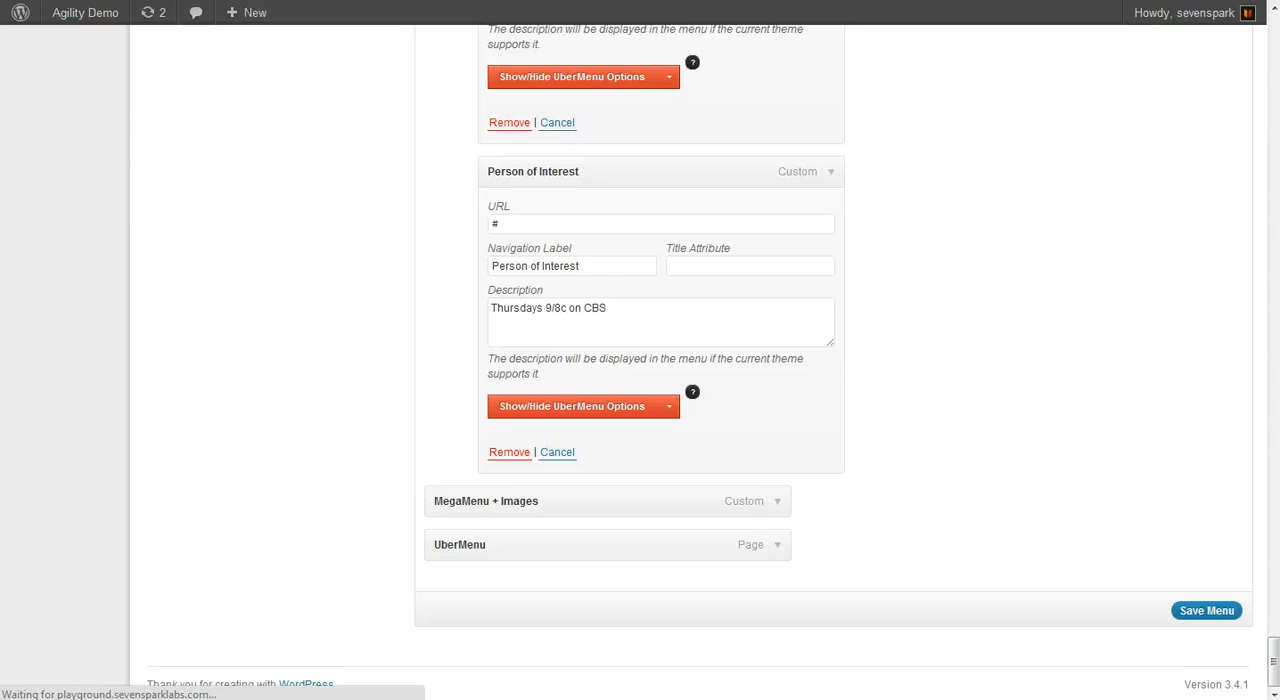 Agility Demo 2 New Howdy, sevenspark
The description will be displayed in the menu if the current theme
supports it.
Show/Hide UberMenu Options ?
Remove | Cancel
Person of Interest Custom
URL
#
Navigation Label Title Attribute
Person of Interest
Description
Thursdays 9/8c on CBS
The description will be displayed in the menu if the current theme
supports it.
Show/Hide UberMenu Options ?
Remove | Cancel
MegaMenu + Images Custom
UberMenu Page
Save Menu
Thank you for creating with WordPress. Version 3.4.1
Waiting for playground.sevensparklabs.com...